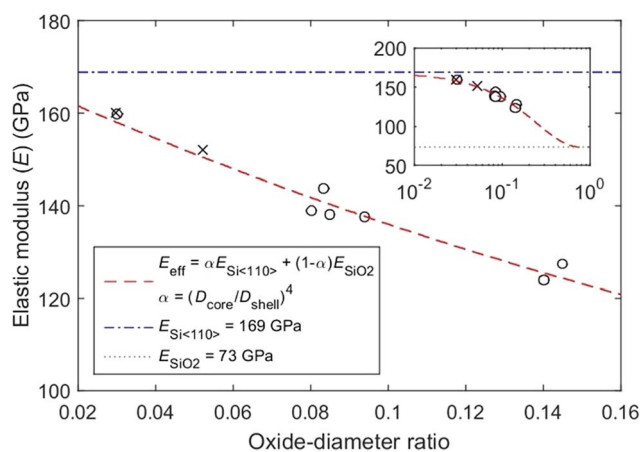 180
160
140
120
100
Elastic modulus (E) (GPa)
200
150
100
50
10⁻² 10⁻¹ 10⁰
E_eff = αE_Si<110> + (1-α)E_SiO2
α = (D_core/D_shell)⁴
E_Si<110> = 169 GPa
E_SiO2 = 73 GPa
0.02 0.04 0.06 0.08 0.1 0.12 0.14 0.16
Oxide-diameter ratio